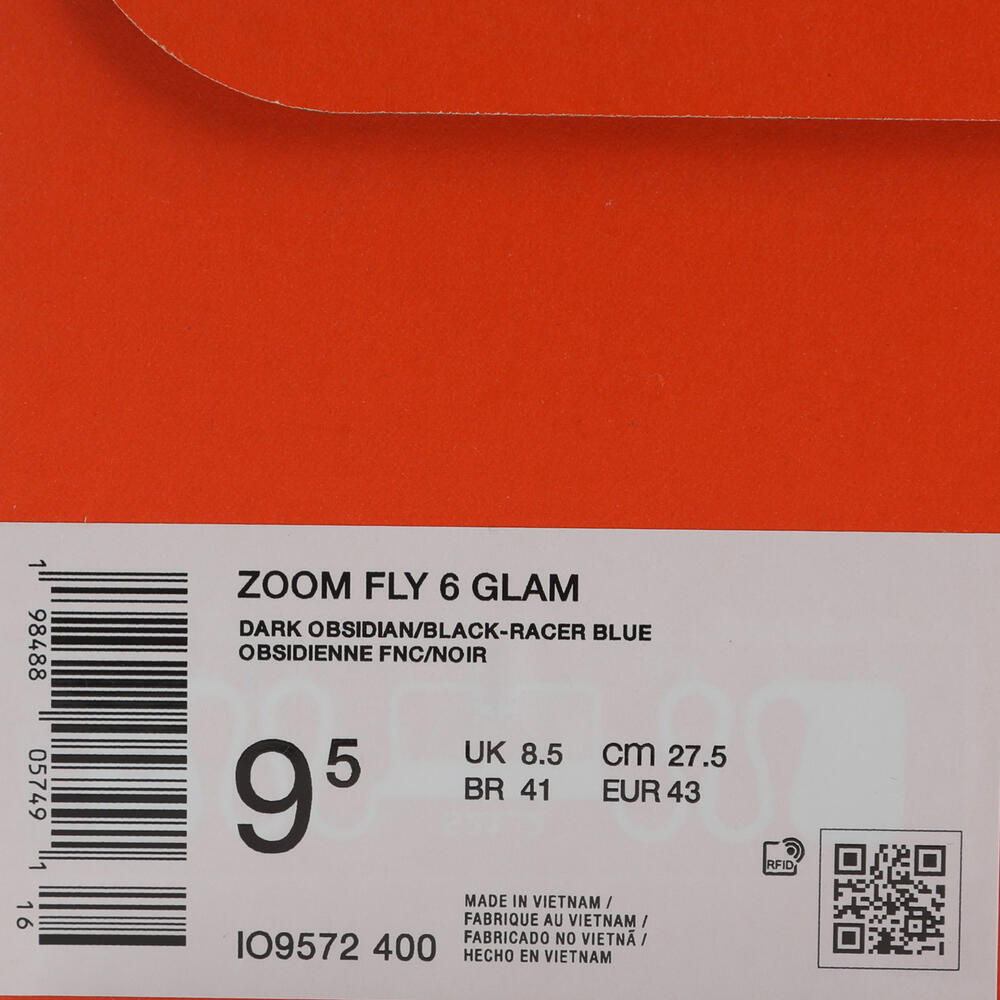 ZOOM FLY 6 GLAM
DARK OBSIDIAN/BLACK-RACER BLUE
OBSIDIENNE FNC/NOIR
9⁵
UK 8.5 cm 27.5
BR 41 EUR 43
RFID
MADE IN VIETNAM /
FABRIQUE AU VIETNAM /
FABRICADO NO VIETNÃ /
HECHO EN VIETNAM
IO9572 400
1 98488 05749 1 16